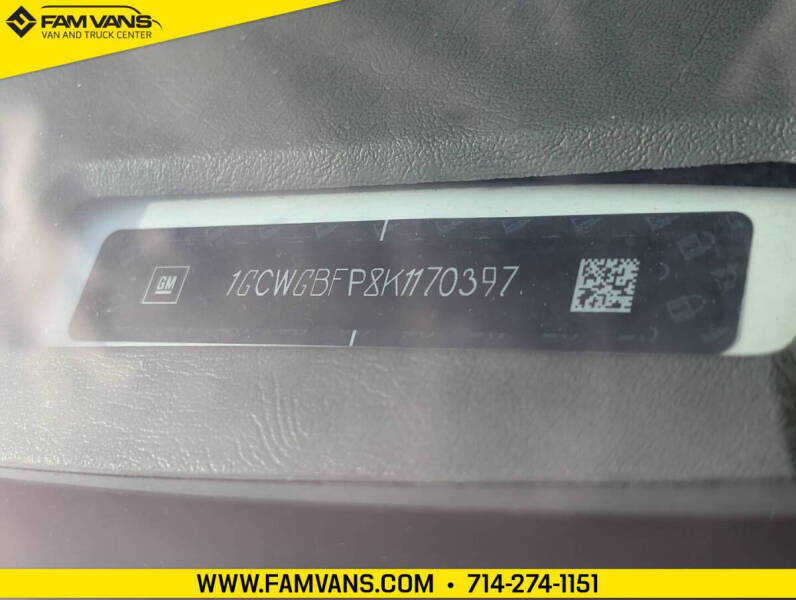 FAM VANS
VAN AND TRUCK CENTER
GM 1GCWGBFP8K1170397
WWW.FAMVANS.COM • 714-274-1151